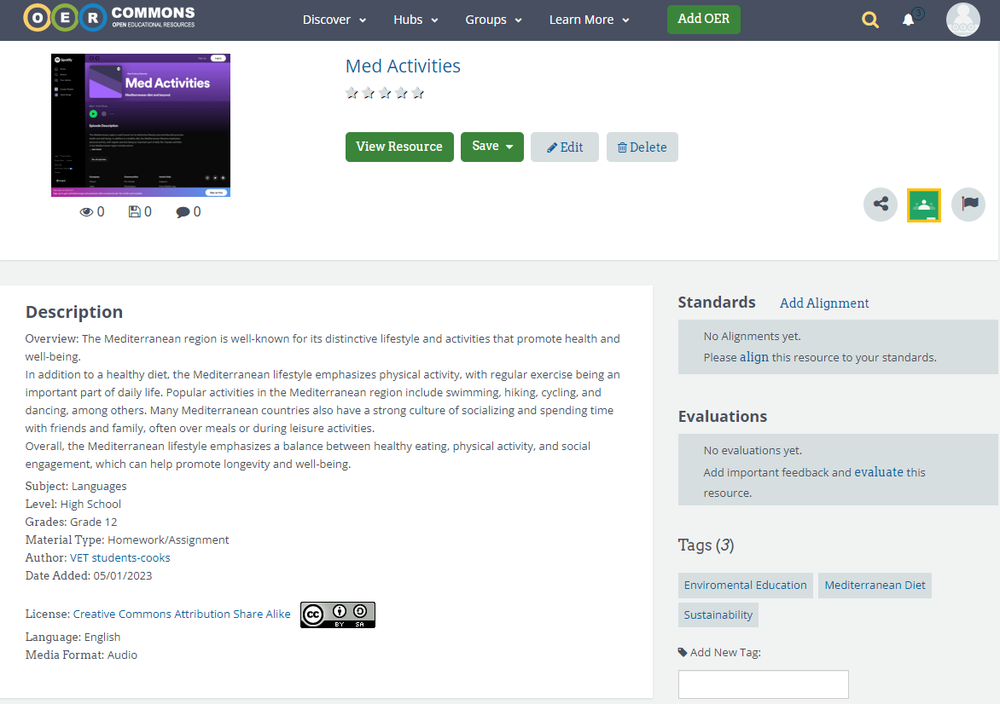 OER COMMONS
OPEN EDUCATIONAL RESOURCES
Discover Hubs Groups Learn More Add OER 3
Spotify
Med Activities
Mediterranean diet and beyond
Episode Description
Med Activities
View Resource Save Edit Delete
0 0 0
Description
Overview: The Mediterranean region is well-known for its distinctive lifestyle and activities that promote health and
well-being.
In addition to a healthy diet, the Mediterranean lifestyle emphasizes physical activity, with regular exercise being an
important part of daily life. Popular activities in the Mediterranean region include swimming, hiking, cycling, and
dancing, among others. Many Mediterranean countries also have a strong culture of socializing and spending time
with friends and family, often over meals or during leisure activities.
Overall, the Mediterranean lifestyle emphasizes a balance between healthy eating, physical activity, and social
engagement, which can help promote longevity and well-being.
Subject: Languages
Level: High School
Grades: Grade 12
Material Type: Homework/Assignment
Author: VET students-cooks
Date Added: 05/01/2023
License: Creative Commons Attribution Share Alike cc BY SA
Language: English
Media Format: Audio
Standards Add Alignment
No Alignments yet.
Please align this resource to your standards.
Evaluations
No evaluations yet.
Add important feedback and evaluate this
resource.
Tags (3)
Enviromental Education Mediterranean Diet
Sustainability
Add New Tag: